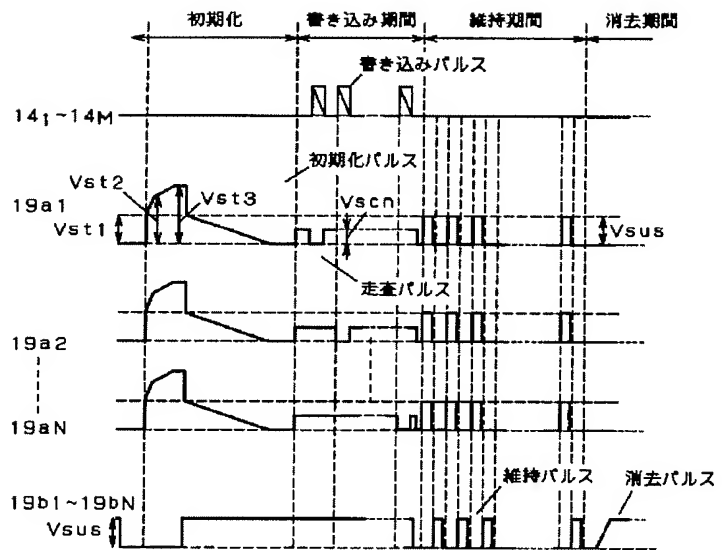 初期化 書き込み期間 維持期間 消去期間
書き込みパルス
14₁~14M
初期化パルス
Vst2
Vst3
Vscn
19a1
Vst1
Vsus
走査パルス
19a2
19aN
維持パルス
消去パルス
19b1~19bN
Vsus